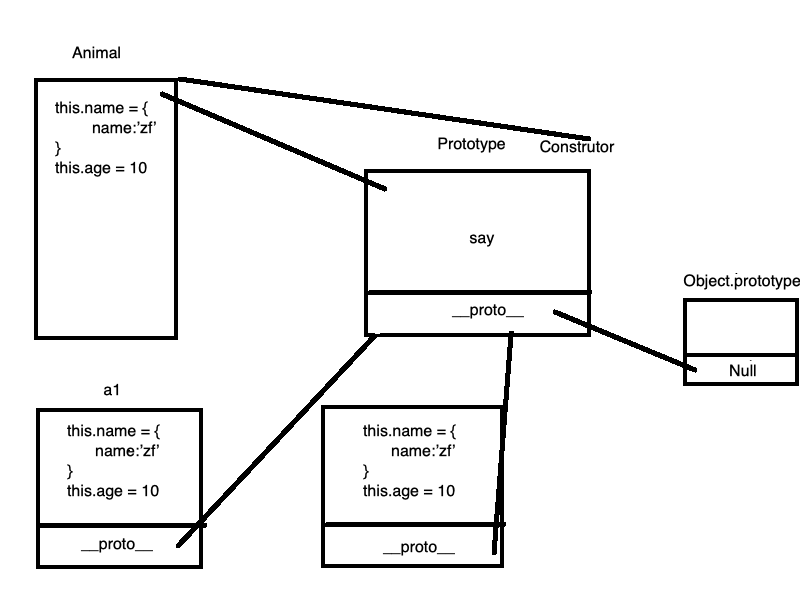 Animal
this.name = {
name:'zf'
}
this.age = 10
Prototype
Construtor
say
__proto__
Object.prototype
Null
a1
this.name = {
name:'zf'
}
this.age = 10
__proto__
this.name = {
name:'zf'
}
this.age = 10
__proto__